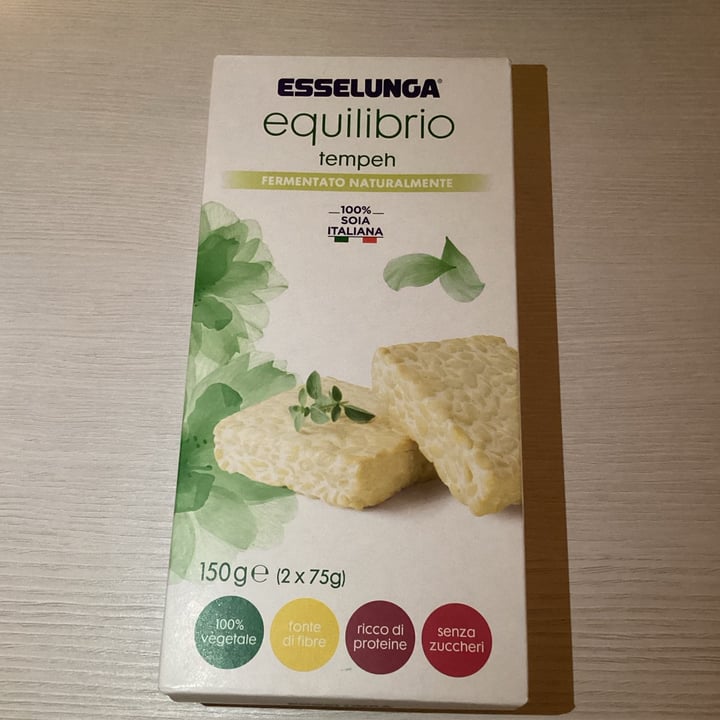 ESSELUNGA®
equilibrio
tempeh
FERMENTATO NATURALMENTE
100%
SOIA
ITALIANA
150g℮ (2 x 75g)
100%
vegetale
fonte
di fibre
ricco di
proteine
senza
zuccheri